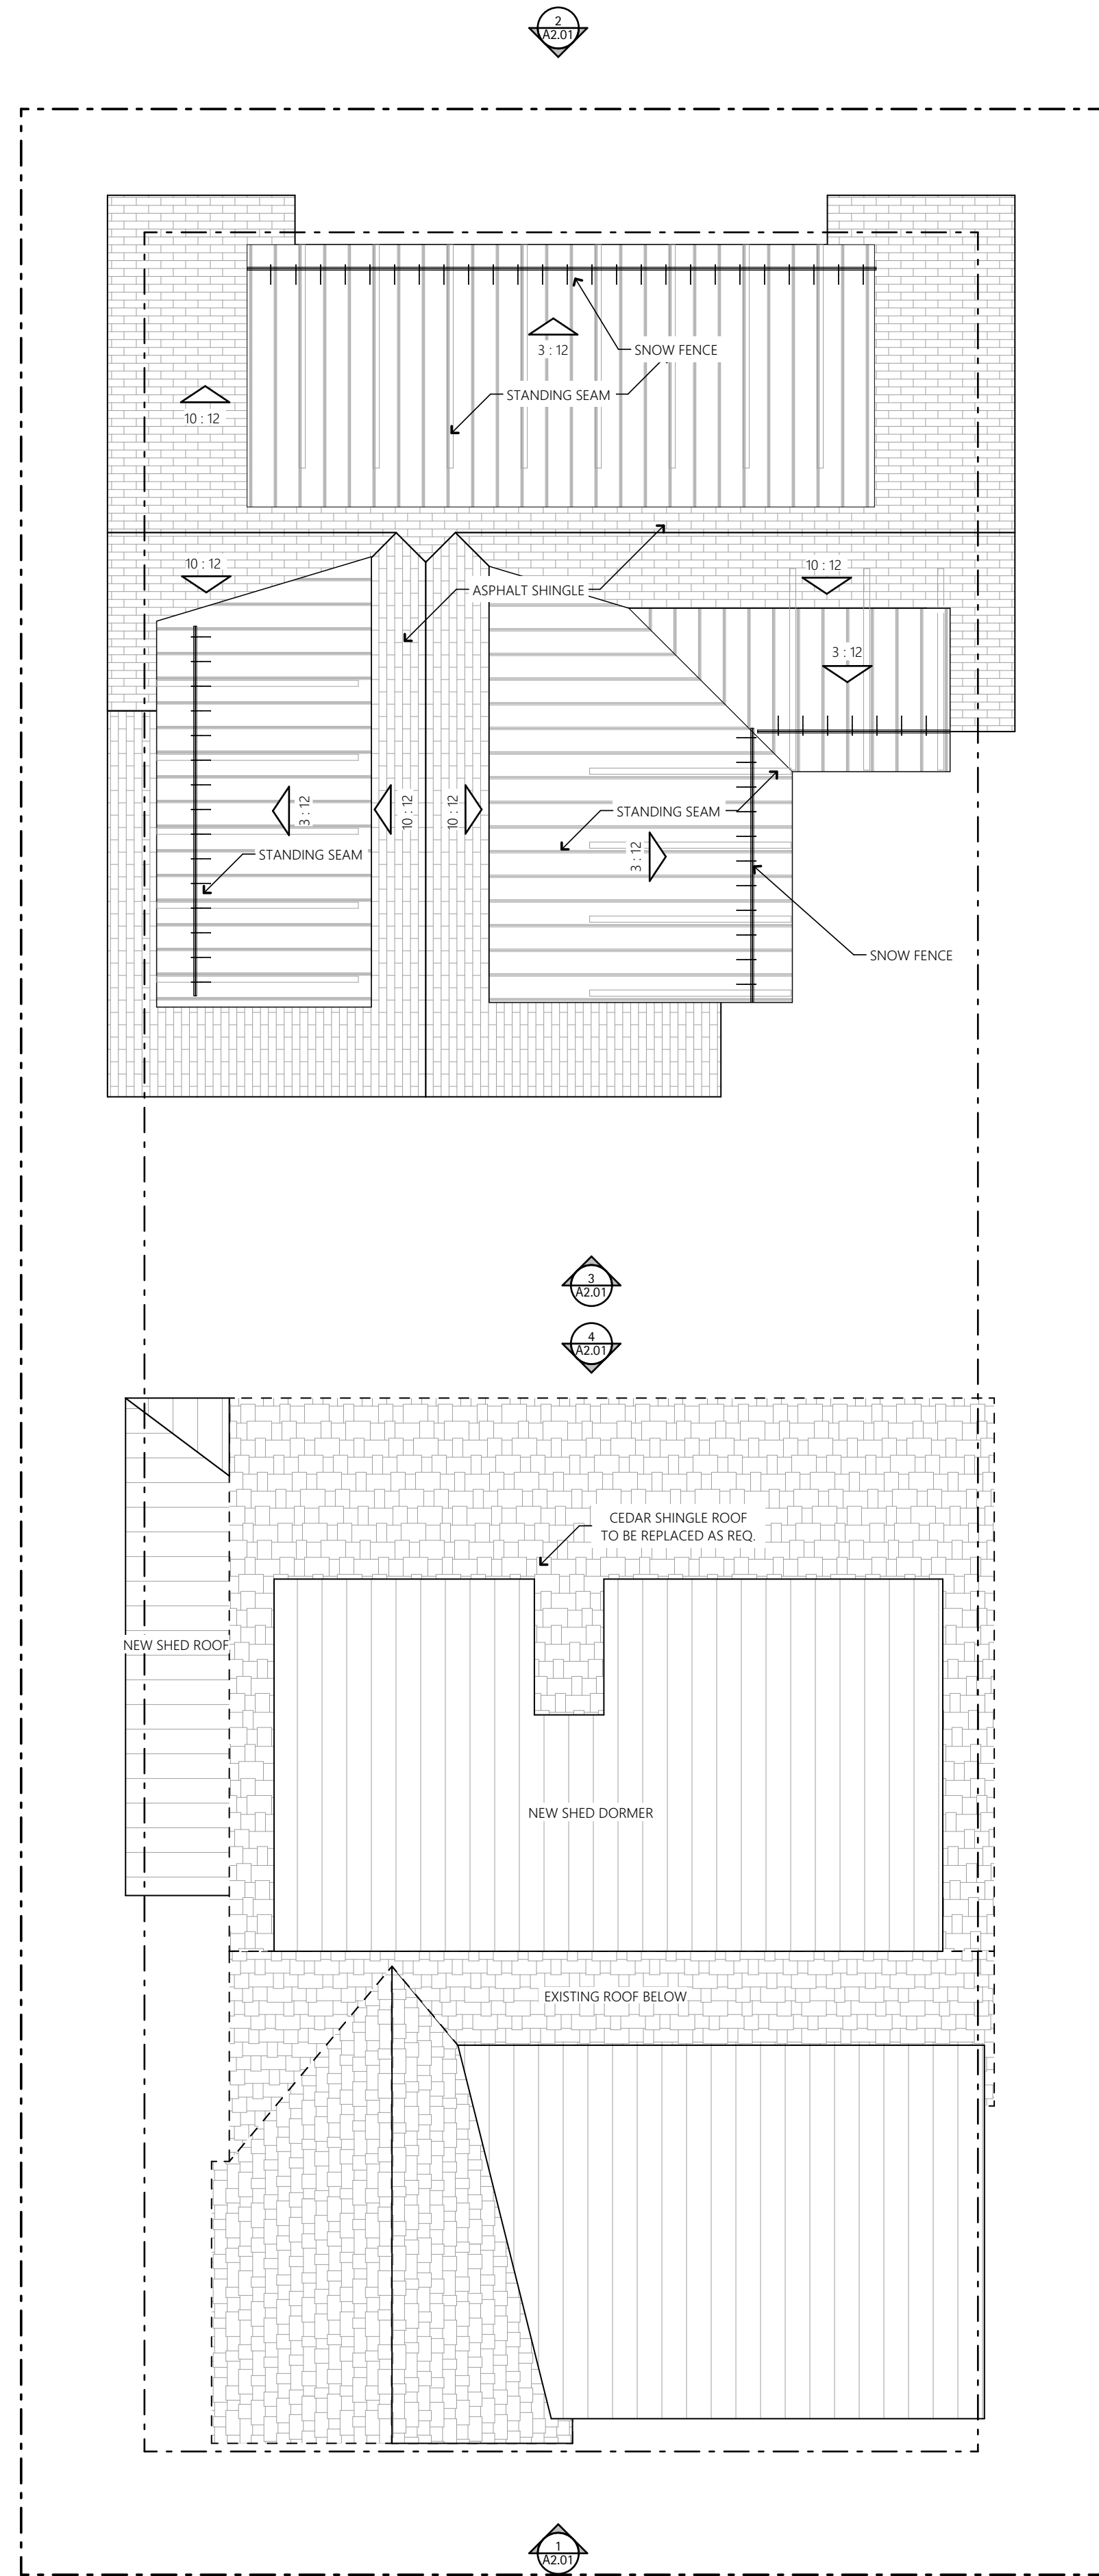 2
A2.01
SNOW FENCE
3 : 12
STANDING SEAM
10 : 12
10 : 12
10 : 12
ASPHALT SHINGLE
3 : 12
3 : 12
10 : 12
10 : 12
STANDING SEAM
3 : 12
STANDING SEAM
SNOW FENCE
3
A2.01
4
A2.01
CEDAR SHINGLE ROOF
TO BE REPLACED AS REQ.
NEW SHED ROOF
NEW SHED DORMER
EXISTING ROOF BELOW
1
A2.01